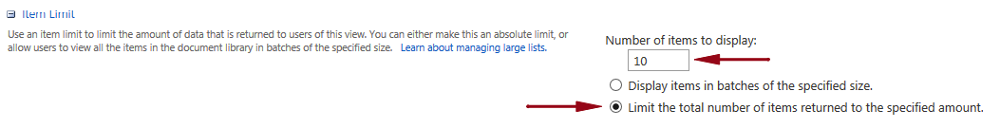 Item Limit
Use an item limit to limit the amount of data that is returned to users of this view. You can either make this an absolute limit, or
allow users to view all the items in the document library in batches of the specified size. Learn about managing large lists.
Number of items to display:
10
Display items in batches of the specified size.
Limit the total number of items returned to the specified amount.